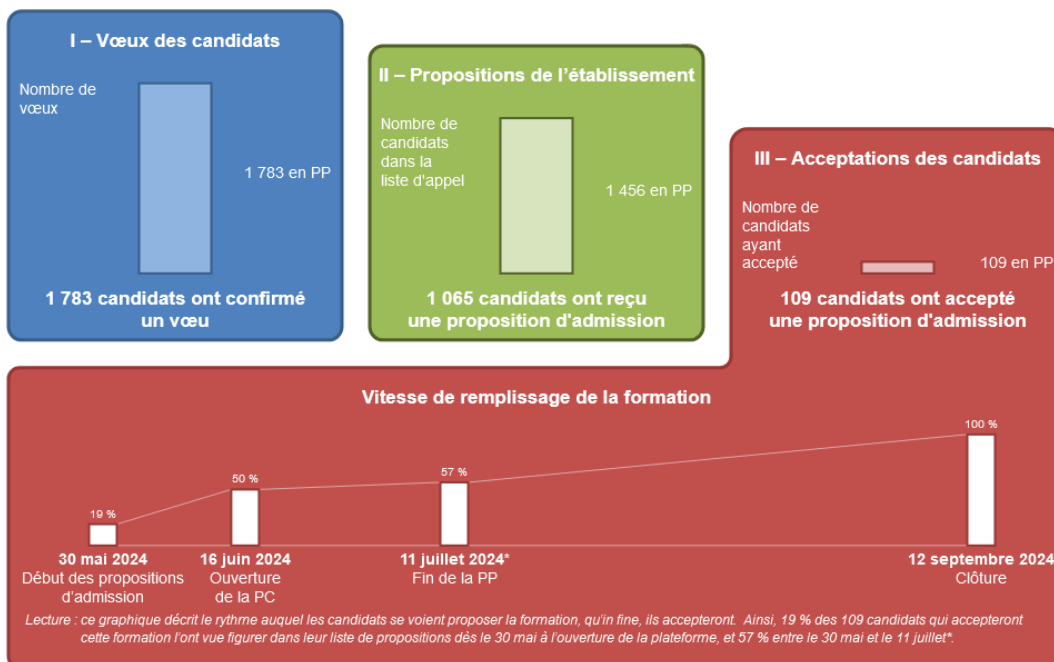 I – Vœux des candidats
Nombre de
vœux
1 783 en PP
1 783 candidats ont confirmé
un vœu
II – Propositions de l'établissement
Nombre de
candidats
dans la
liste d'appel
1 456 en PP
1 065 candidats ont reçu
une proposition d'admission
III – Acceptations des candidats
Nombre de
candidats
ayant
accepté
109 en PP
109 candidats ont accepté
une proposition d'admission
Vitesse de remplissage de la formation
19 %
50 %
57 %
100 %
30 mai 2024
Début des propositions
d'admission
16 juin 2024
Ouverture
de la PC
11 juillet 2024*
Fin de la PP
12 septembre 2024
Clôture
Lecture : ce graphique décrit le rythme auquel les candidats se voient proposer la formation, qu'in fine, ils accepteront. Ainsi, 19 % des 109 candidats qui accepteront
cette formation l'ont vue figurer dans leur liste de propositions dès le 30 mai à l'ouverture de la plateforme, et 57 % entre le 30 mai et le 11 juillet*.